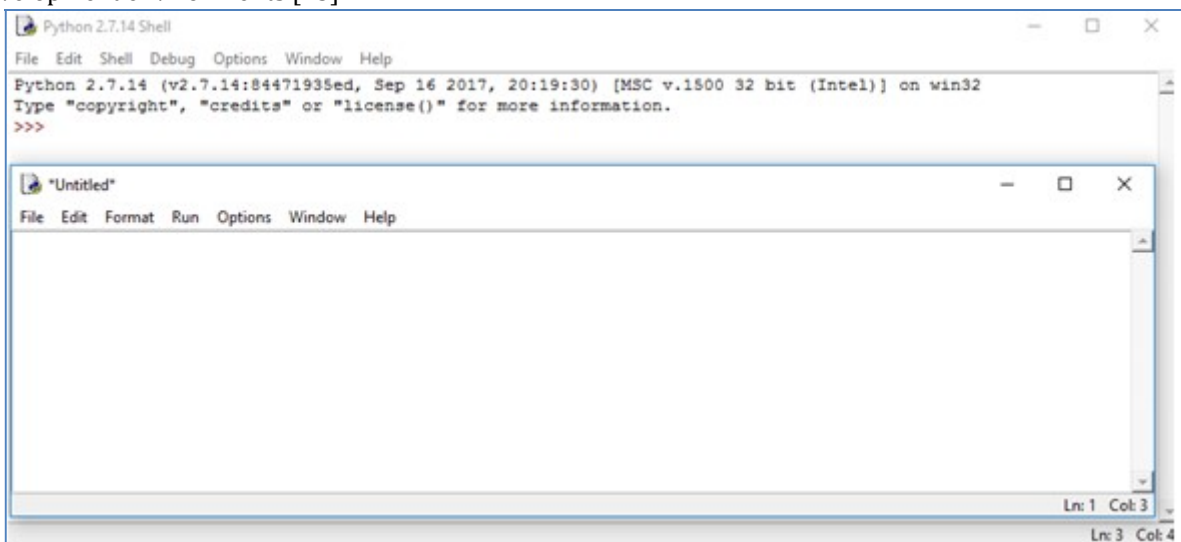 Python 2.7.14 Shell
File Edit Shell Debug Options Window Help
Python 2.7.14 (v2.7.14:84471935ed, Sep 16 2017, 20:19:30) [MSC v.1500 32 bit (Intel)] on win32
Type "copyright", "credits" or "license()" for more information.
>>>
*Untitled*
File Edit Format Run Options Window Help
Ln: 1 Col: 3
Ln: 3 Col: 4